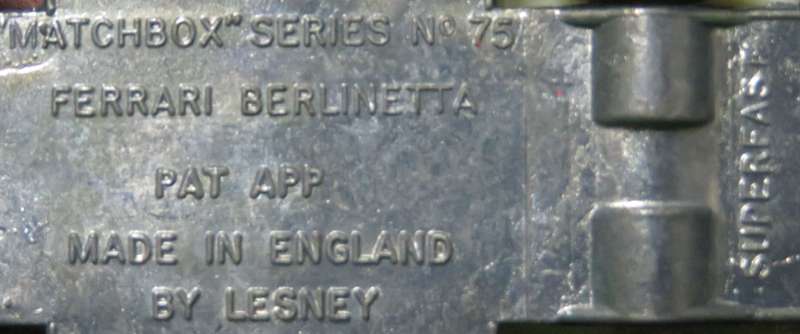 "MATCHBOX" SERIES No 75
FERRARI BERLINETTA
PAT APP
MADE IN ENGLAND
BY LESNEY
SUPERFAST